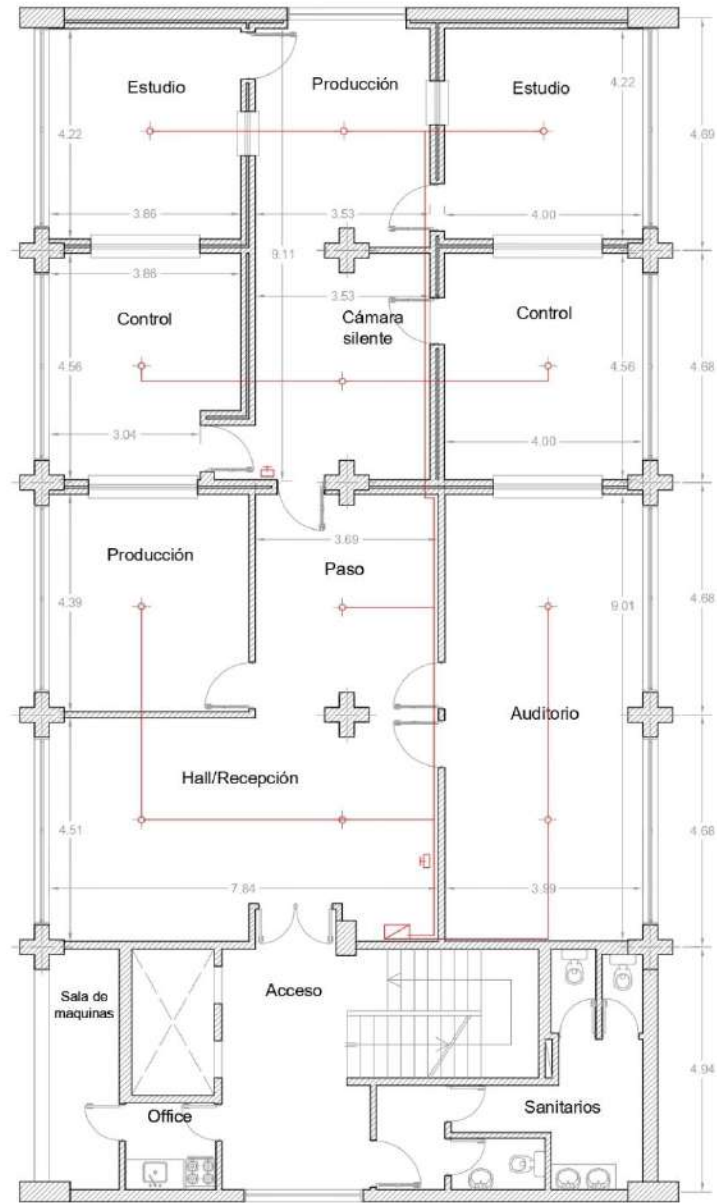 Estudio
Producción
Estudio
4.22
4.22
4.69
3.86
3.53
4.00
3.86
9.11
3.53
Control
Cámara
silente
Control
4.56
4.56
4.68
3.04
4.00
Producción
3.69
Paso
4.39
9.01
4.68
Auditorio
Hall/Recepción
4.51
4.68
7.84
3.99
Acceso
Sala de
maquinas
4.94
Office
Sanitarios